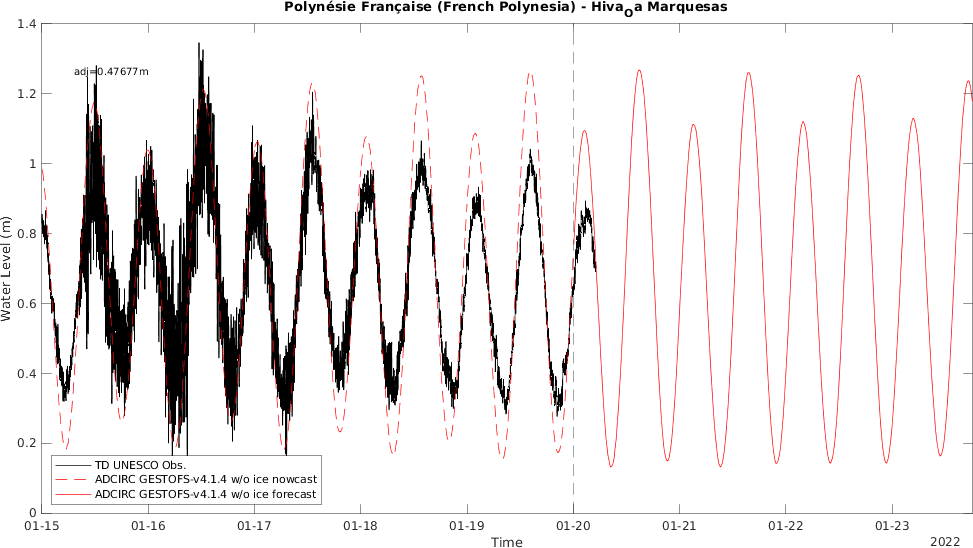 Polynésie Française (French Polynesia) - Hiva_Oa Marquesas
1.4
1.2
1
0.8
0.6
0.4
0.2
0
Water Level (m)
adj=0.47677m
TD UNESCO Obs.
ADCIRC GESTOFS-v4.1.4 w/o ice nowcast
ADCIRC GESTOFS-v4.1.4 w/o ice forecast
01-15 01-16 01-17 01-18 01-19 01-20 01-21 01-22 01-23
Time
2022